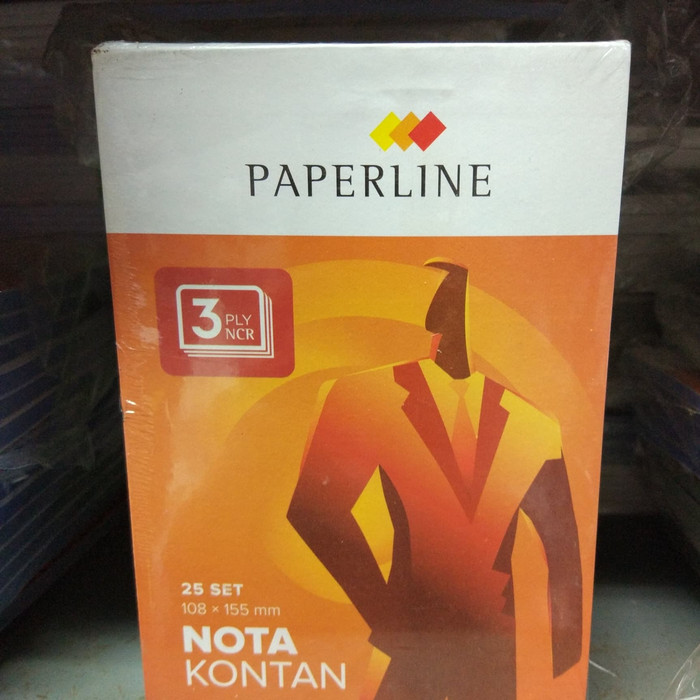 PAPERLINE
3 PLY
NCR
25 SET
108 × 155 mm
NOTA
KONTAN